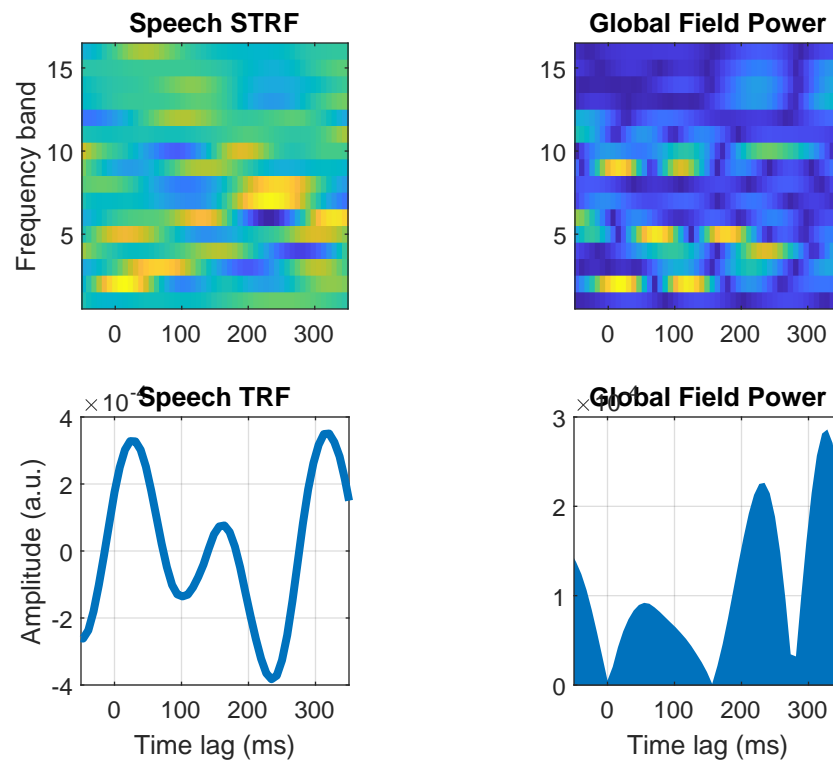 Speech STRF
Global Field Power
Frequency band
15
10
5
0 100 200 300
15
10
5
0 100 200 300
× 10^-4
Speech TRF
Global Field Power
Amplitude (a.u.)
4
2
0
-2
-4
0 100 200 300
Time lag (ms)
3
2
1
0
0 100 200 300
Time lag (ms)